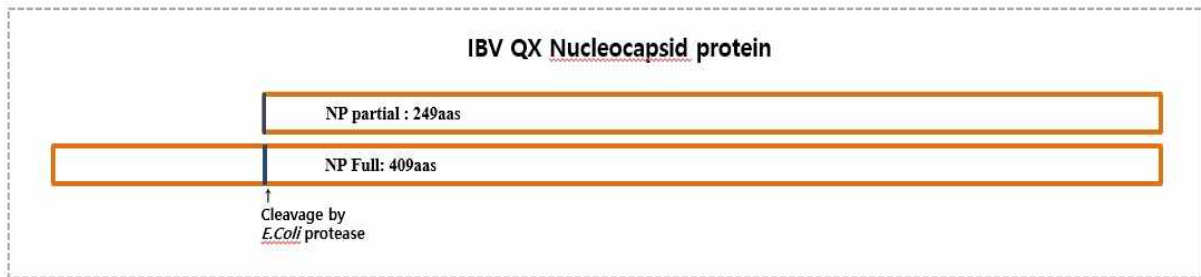 IBV QX Nucleocapsid protein
NP partial : 249aas
NP Full: 409aas
↑
Cleavage by
E.Coli protease